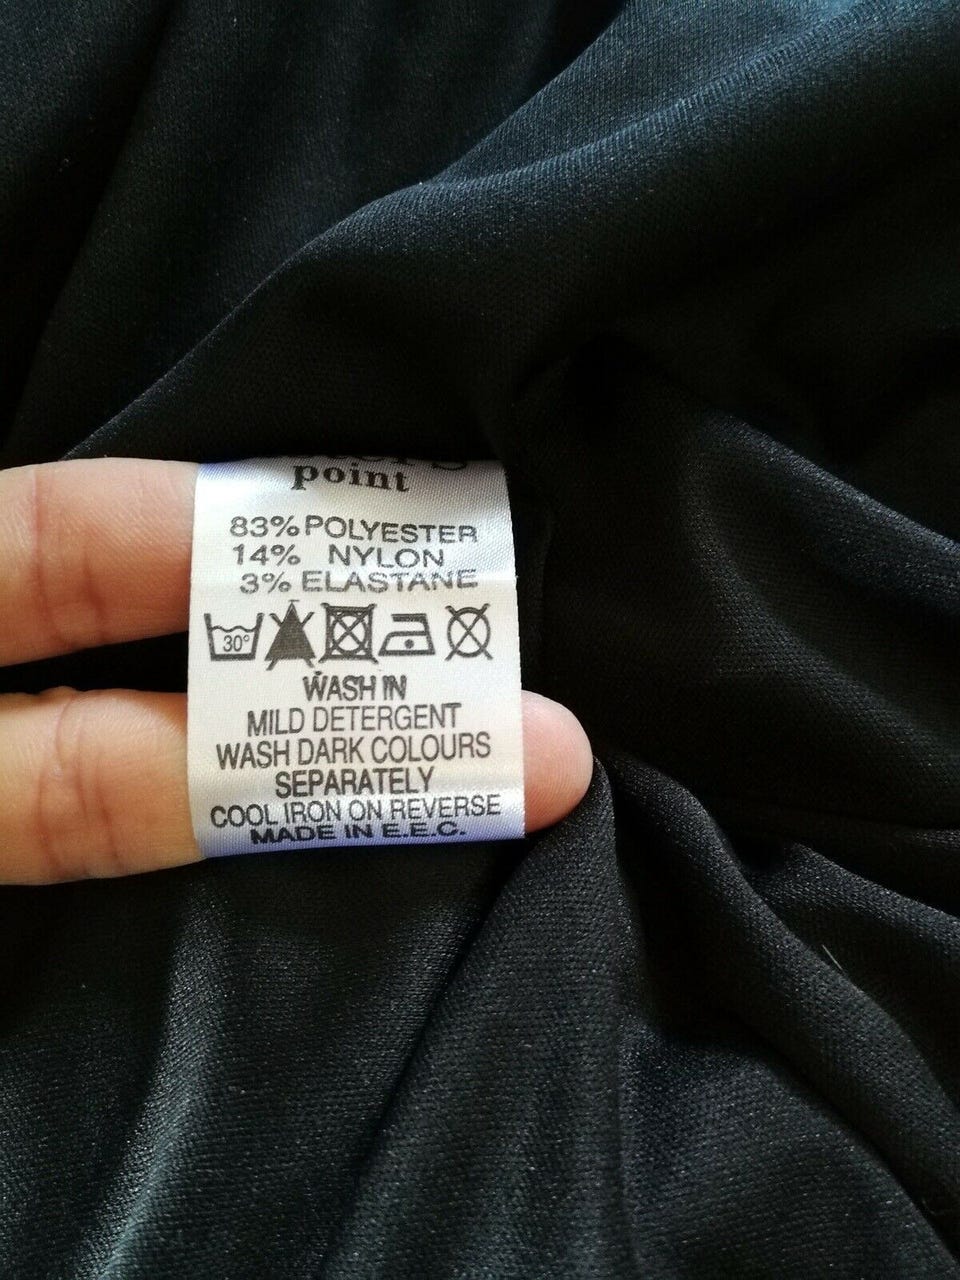 point
83% POLYESTER
14% NYLON
3% ELASTANE
30°
WASH IN
MILD DETERGENT
WASH DARK COLOURS
SEPARATELY
COOL IRON ON REVERSE
MADE IN E.E.C.